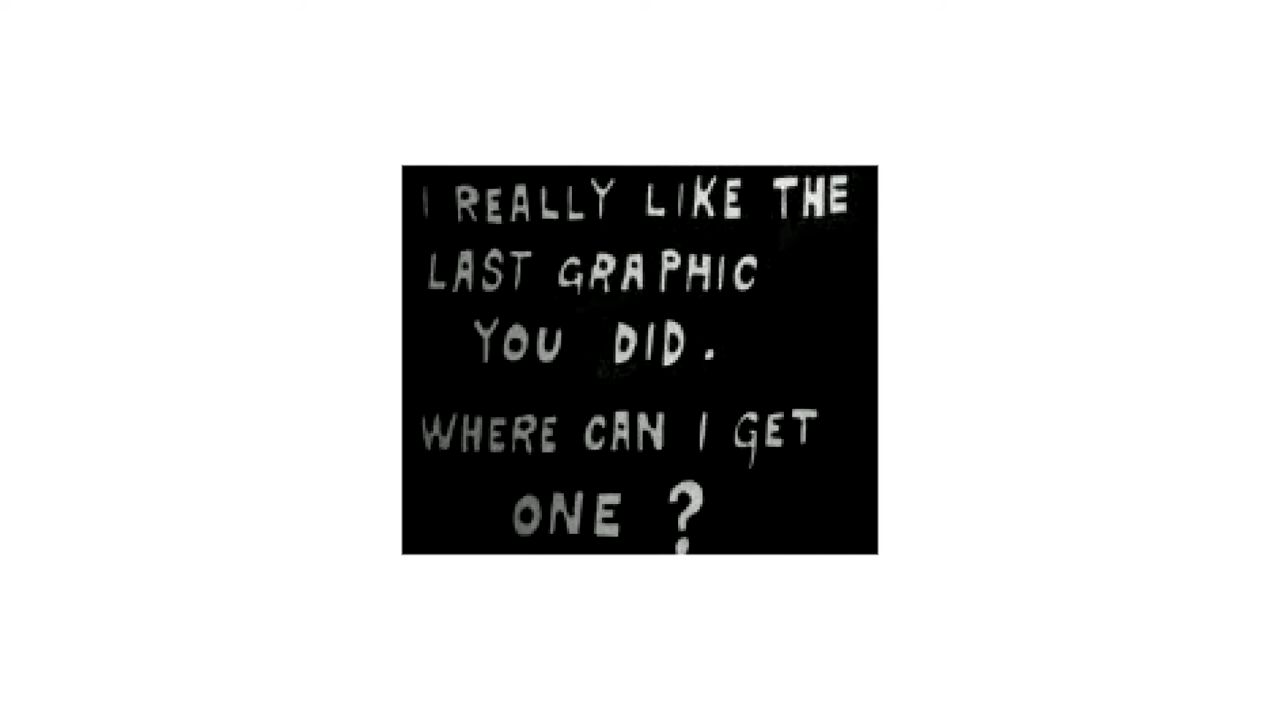 I REALLY LIKE THE
LAST GRAPHIC
YOU DID.
WHERE CAN I GET
ONE ?